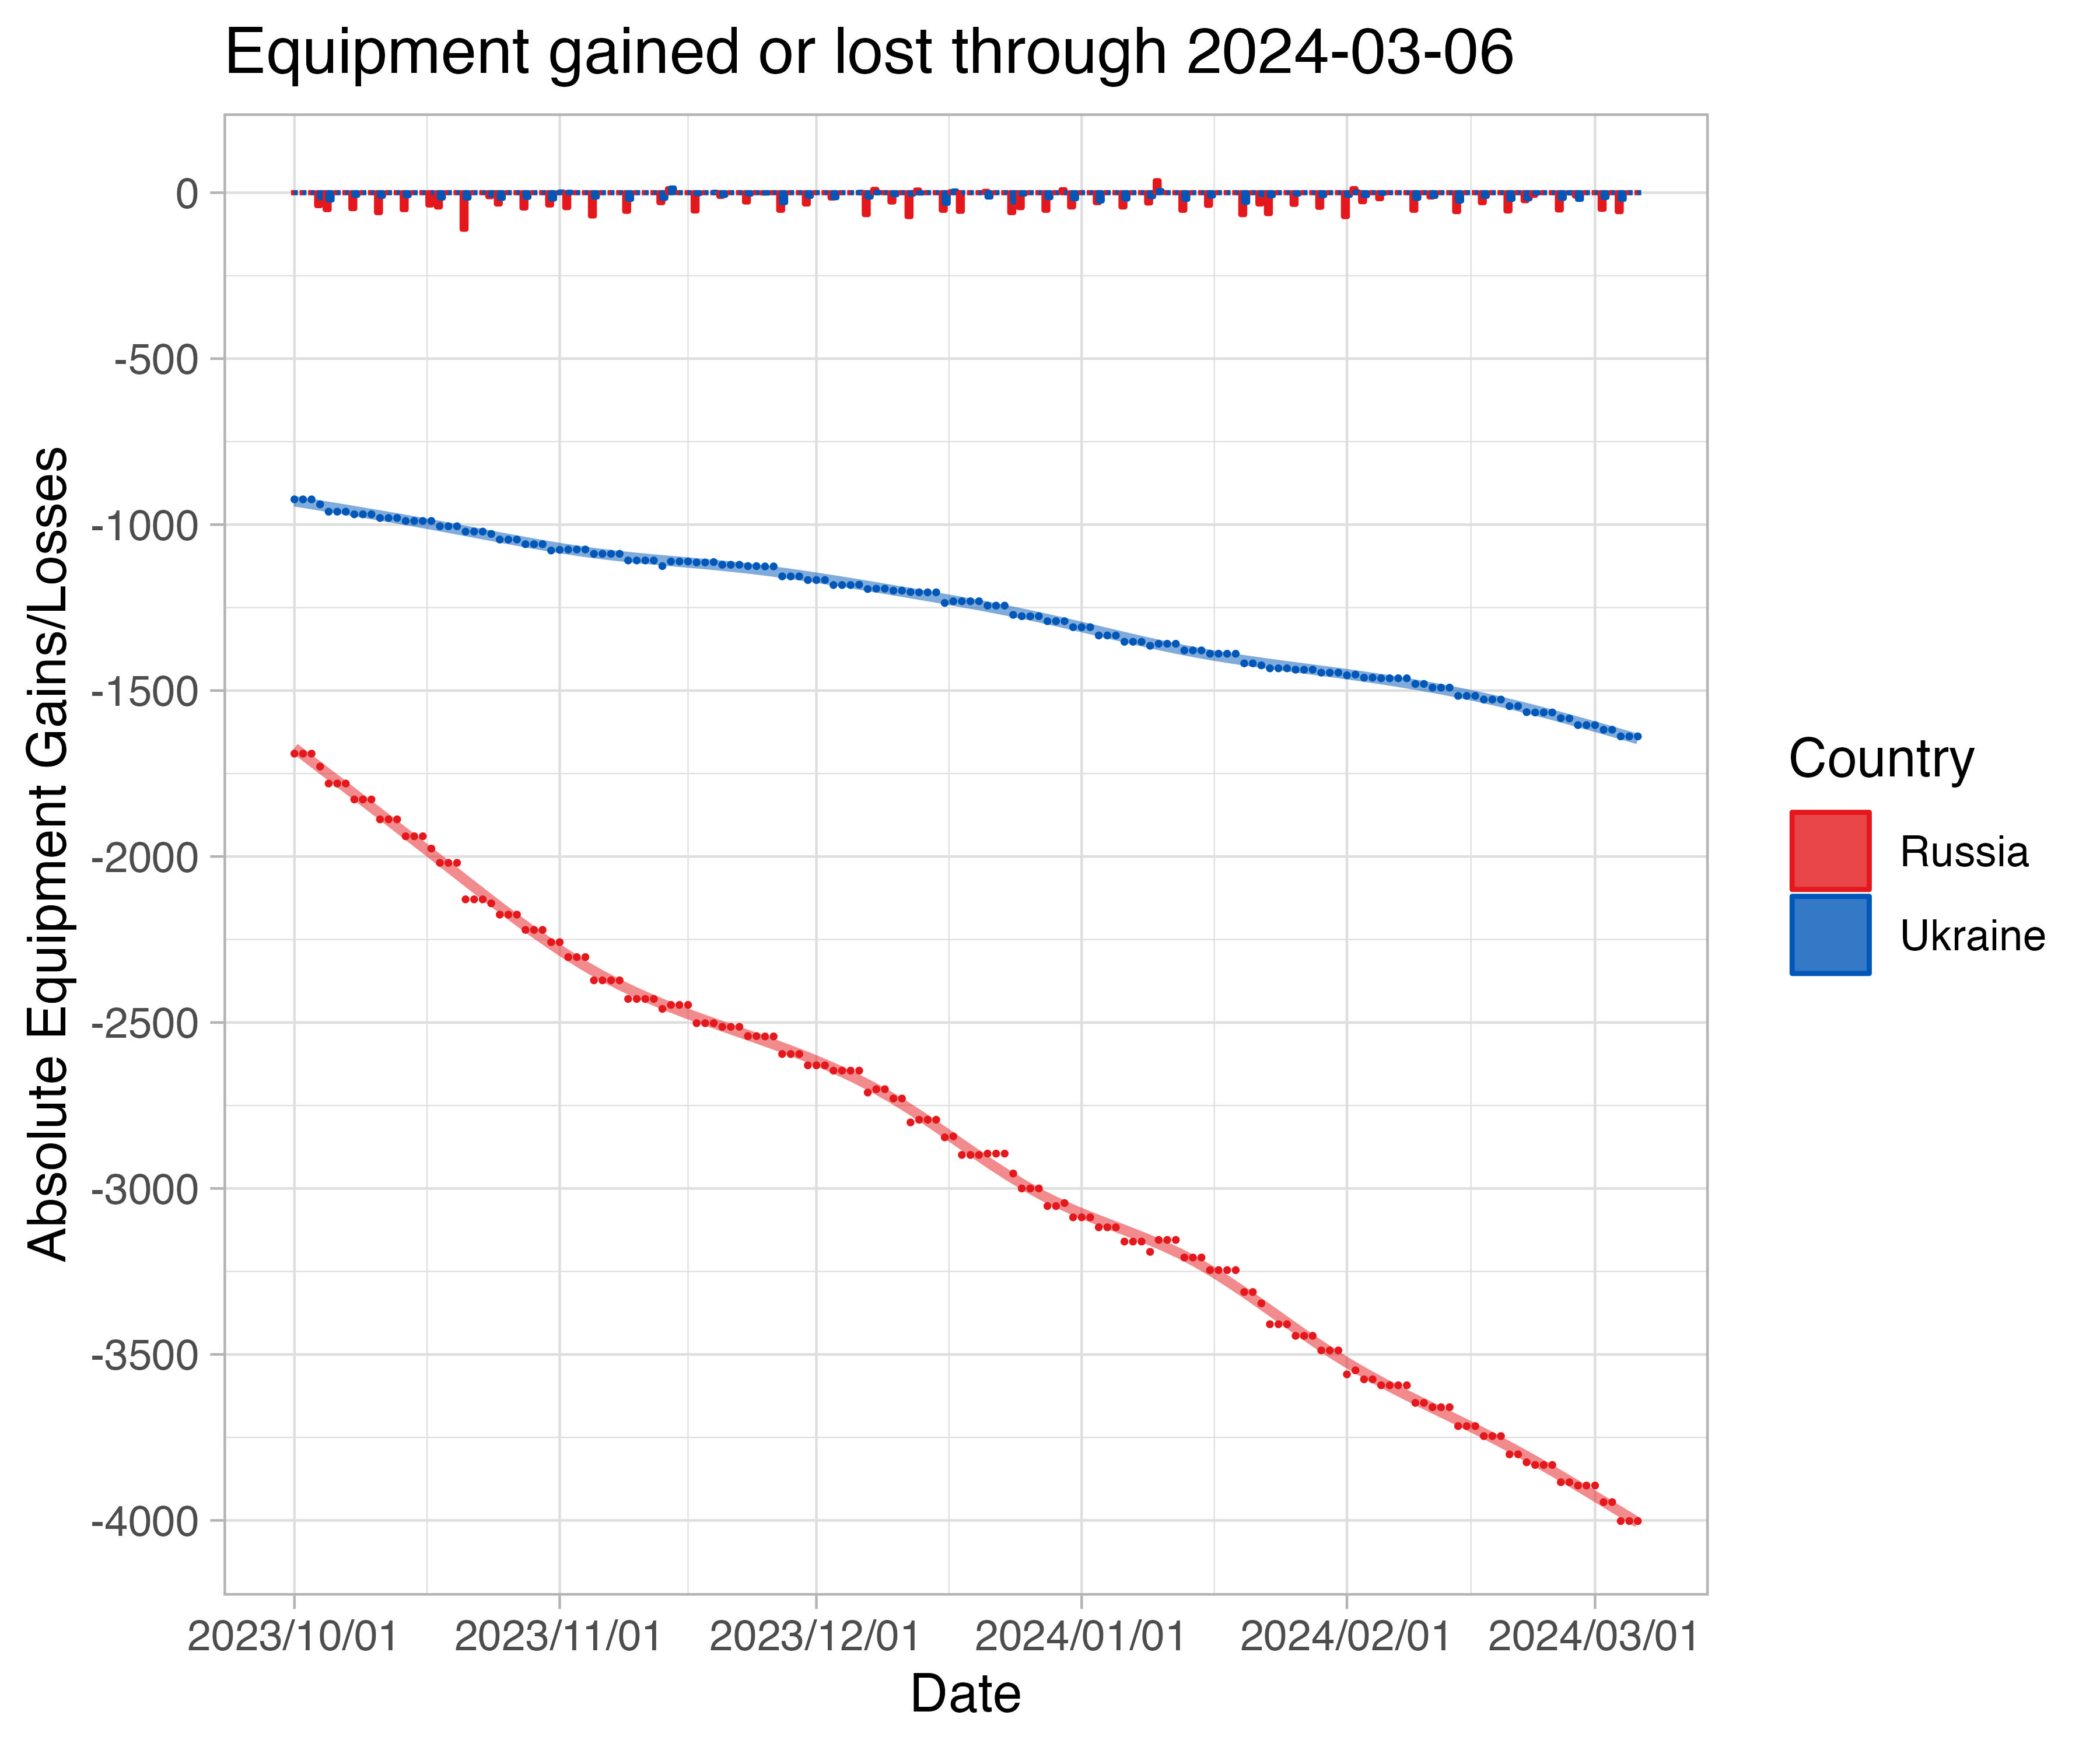 Equipment gained or lost through 2024-03-06
Absolute Equipment Gains/Losses
0
-500
-1000
-1500
-2000
-2500
-3000
-3500
-4000
2023/10/01 2023/11/01 2023/12/01 2024/01/01 2024/02/01 2024/03/01
Date
Country
Russia
Ukraine